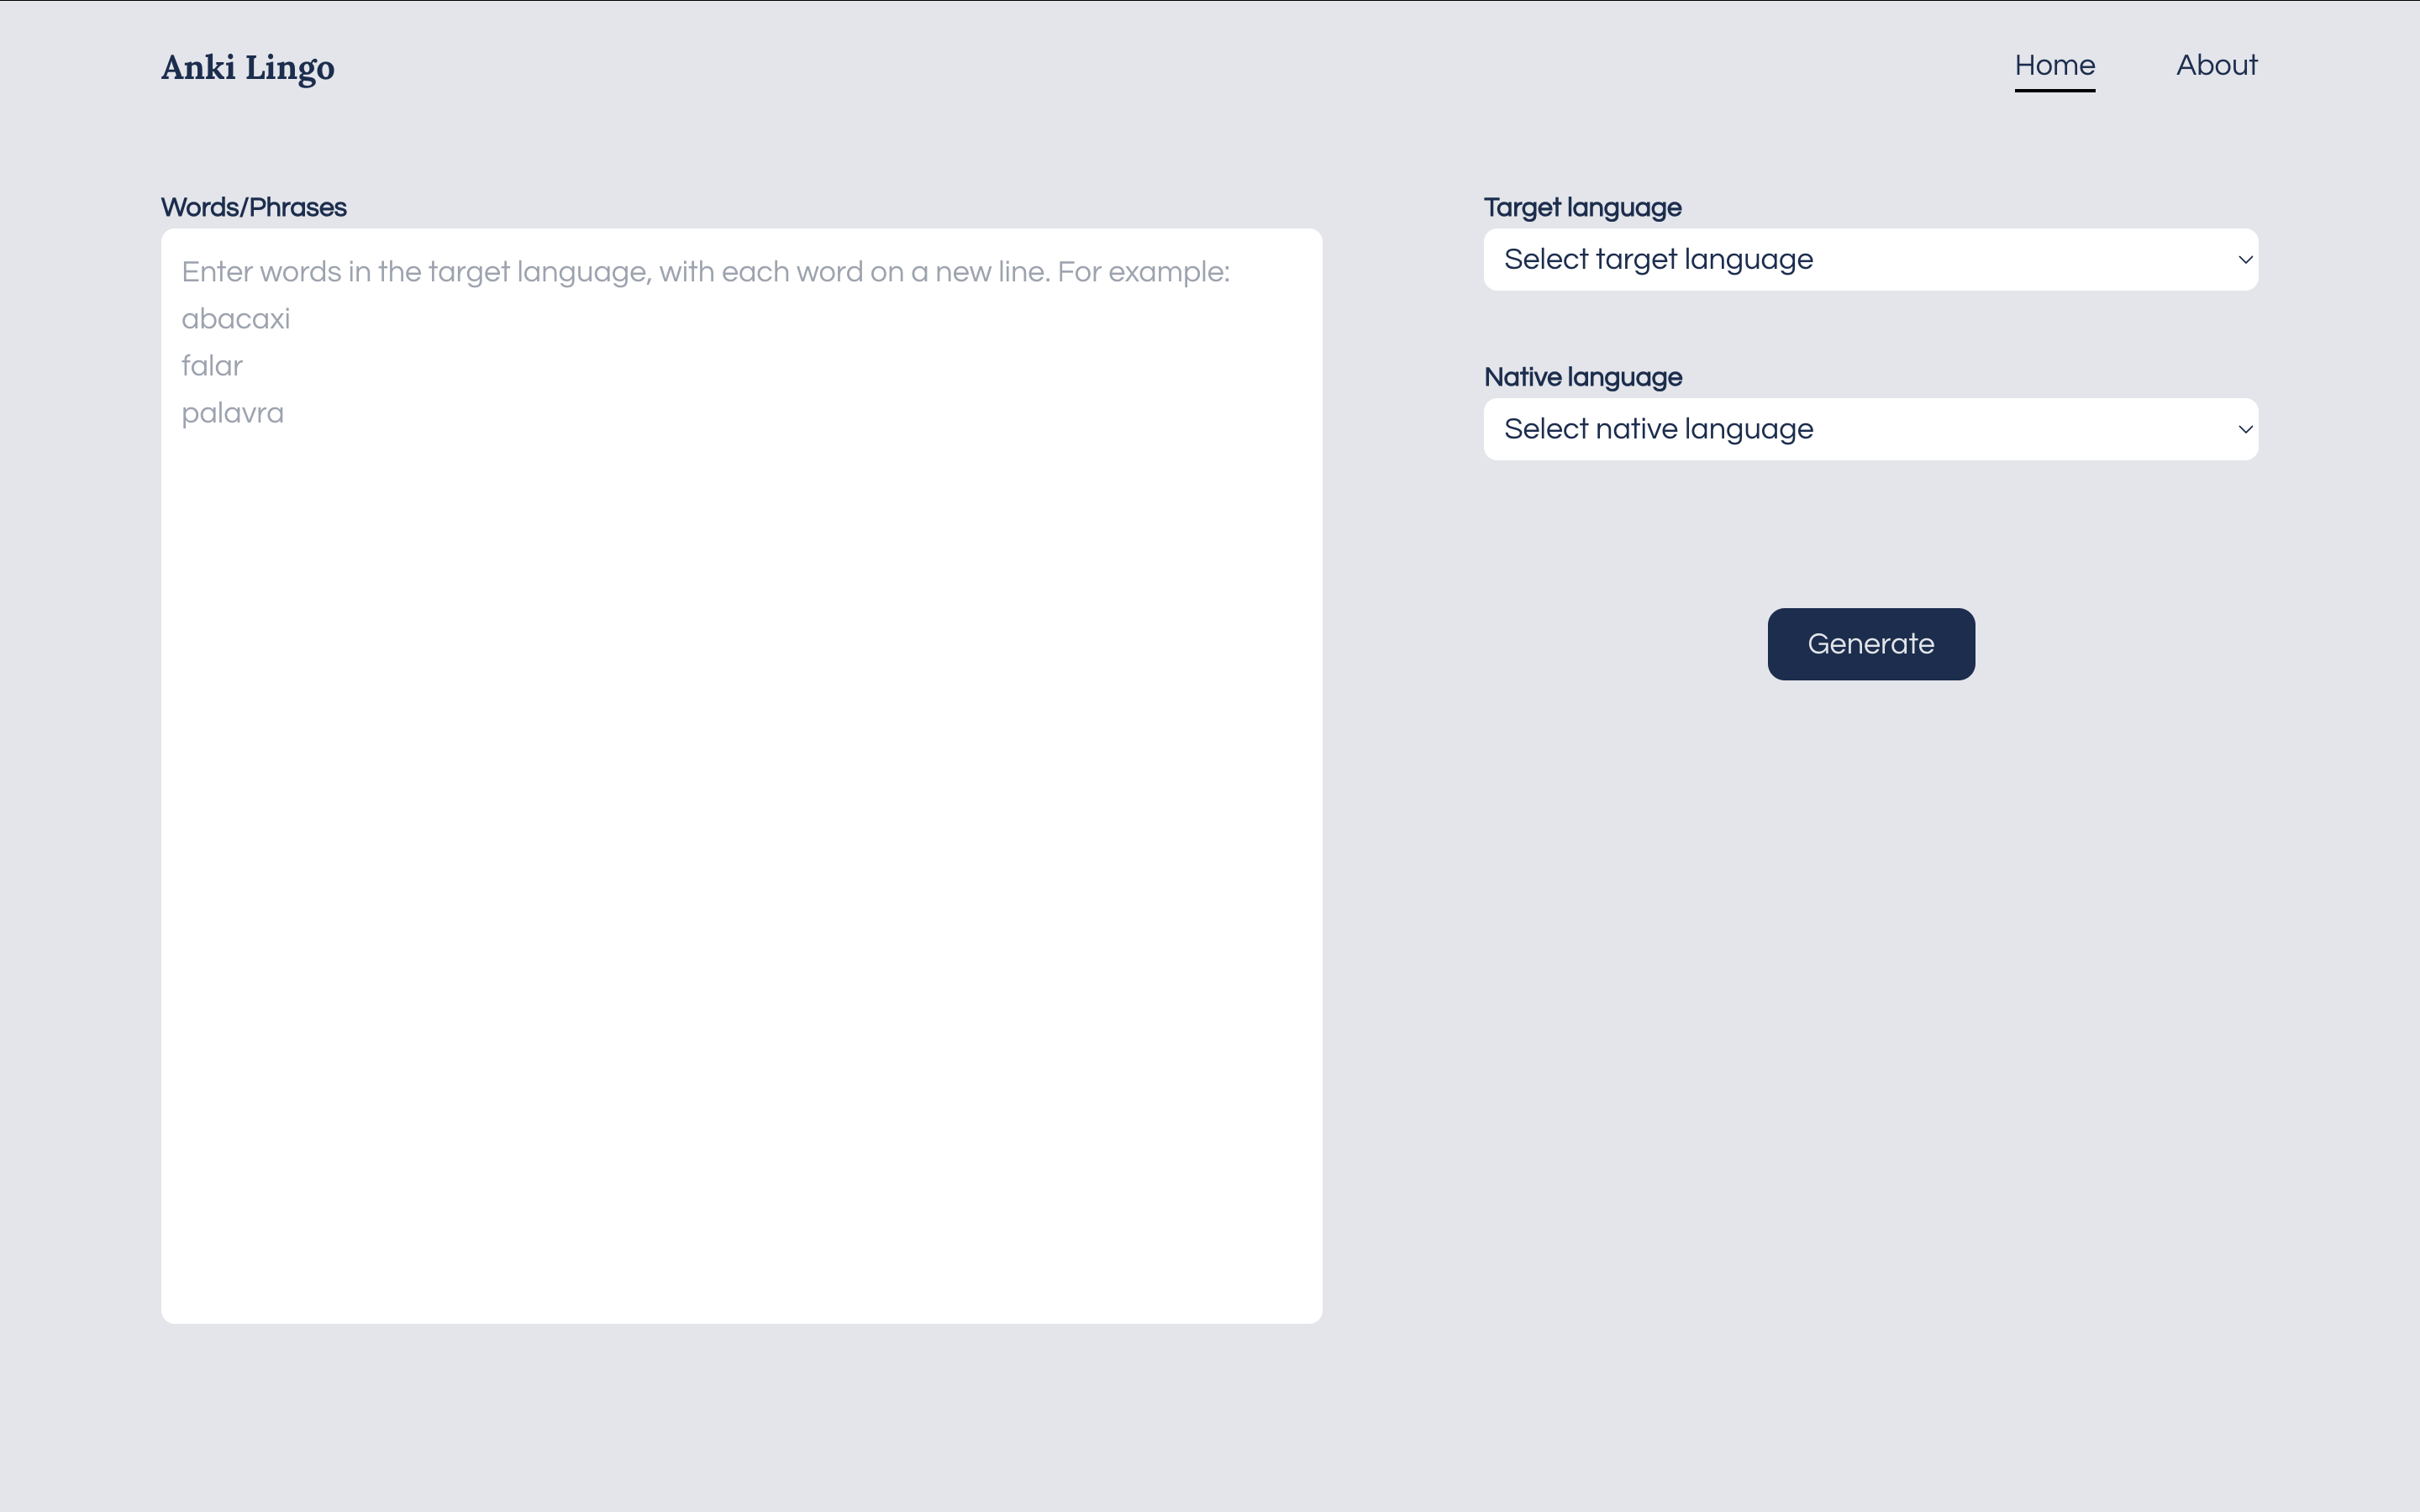 Anki Lingo
Home
About
Words/Phrases
Enter words in the target language, with each word on a new line. For example:
abacaxi
falar
palavra
Target language
Select target language
Native language
Select native language
Generate